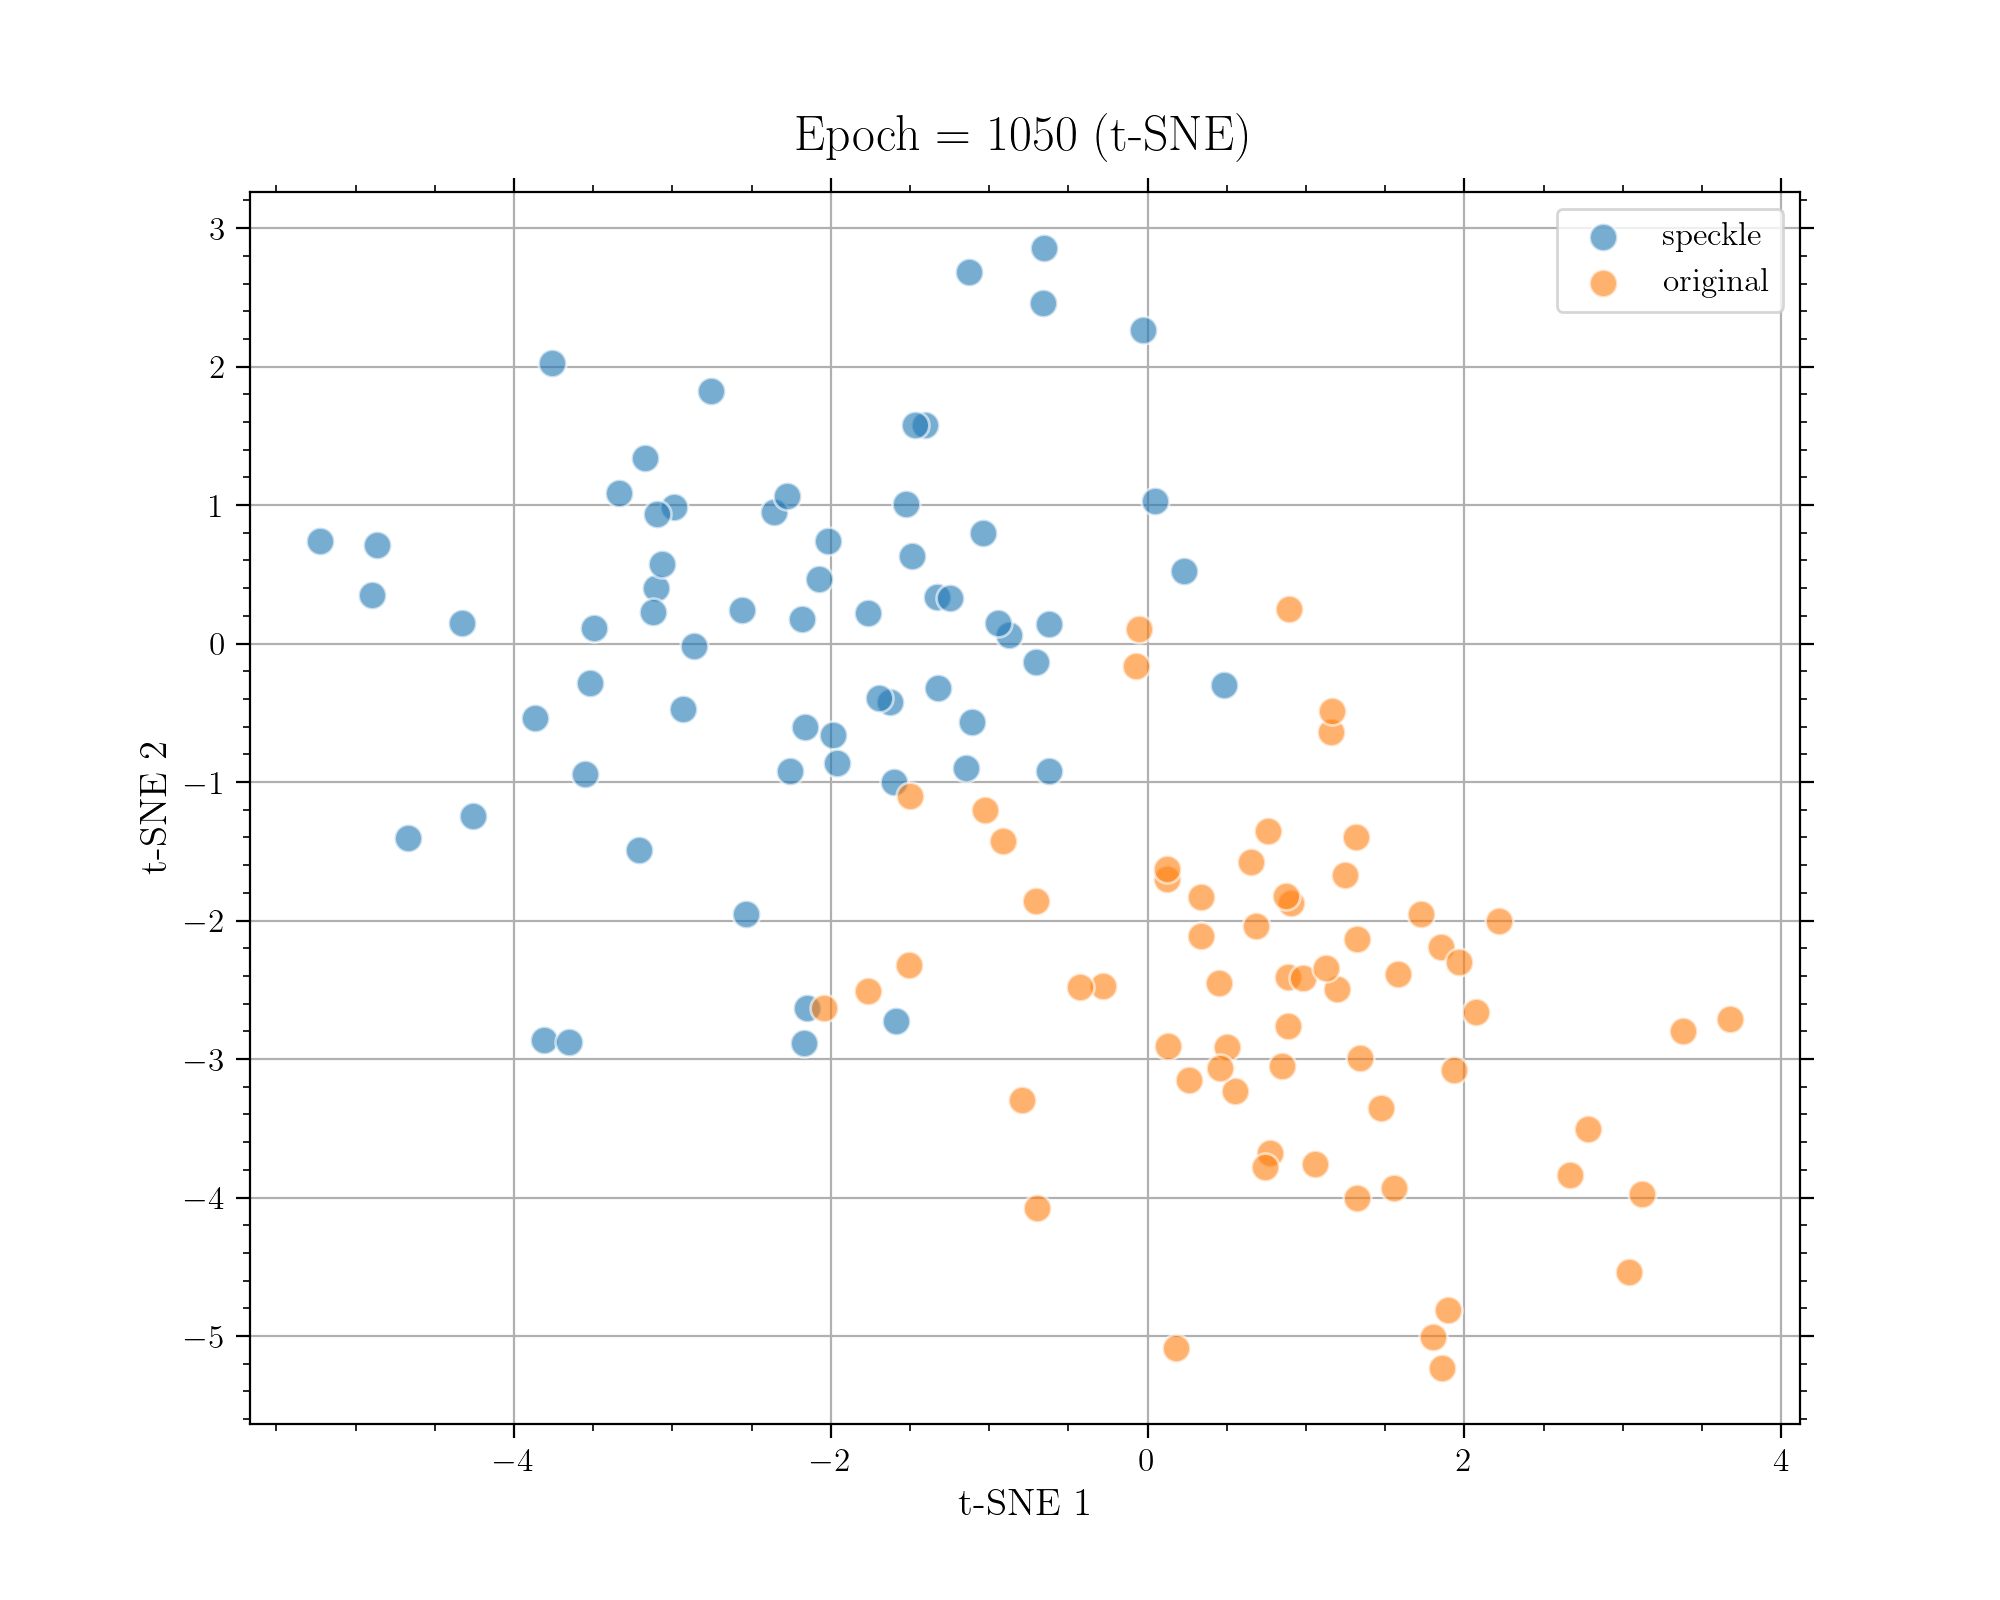 Epoch = 1050 (t-SNE)
speckle
original
3
2
1
0
−1
−2
−3
−4
−5
t-SNE 2
−4 −2 0 2 4
t-SNE 1